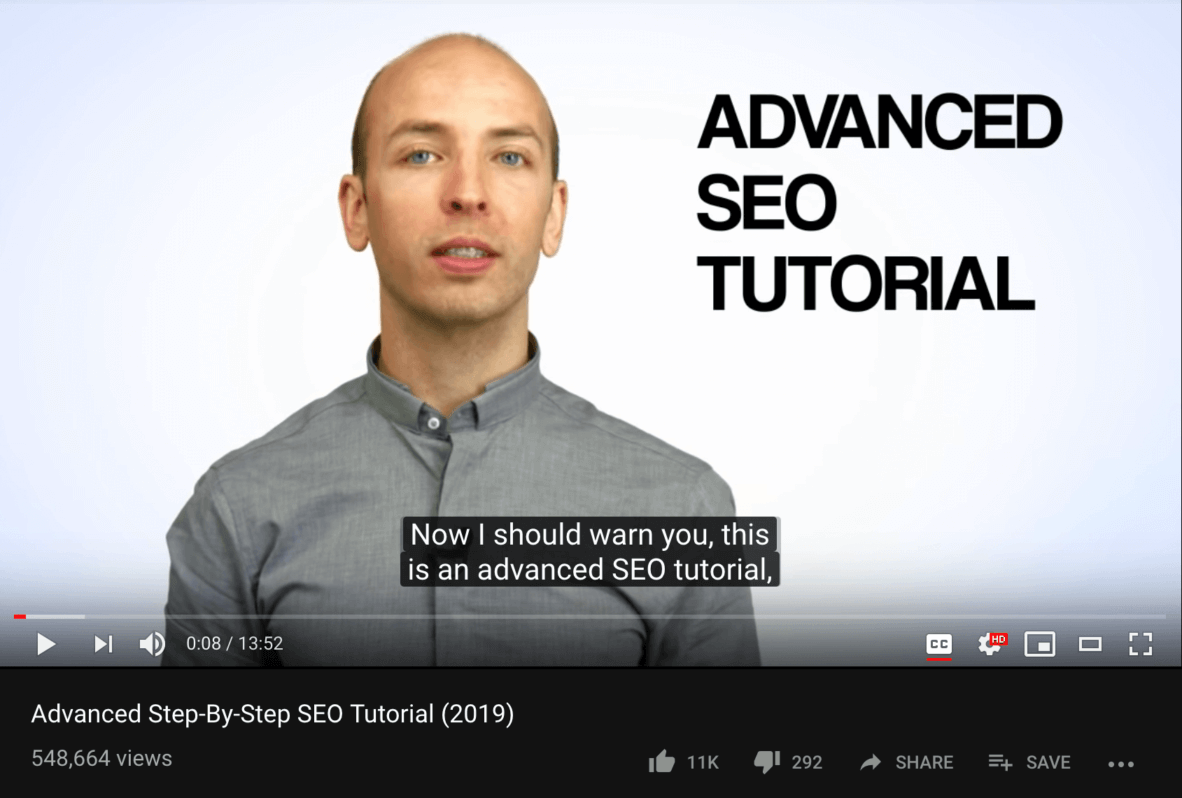 ADVANCED
SEO
TUTORIAL
Now I should warn you, this
is an advanced SEO tutorial,
0:08 / 13:52
CC
HD
Advanced Step-By-Step SEO Tutorial (2019)
548,664 views
11K
292
SHARE
SAVE